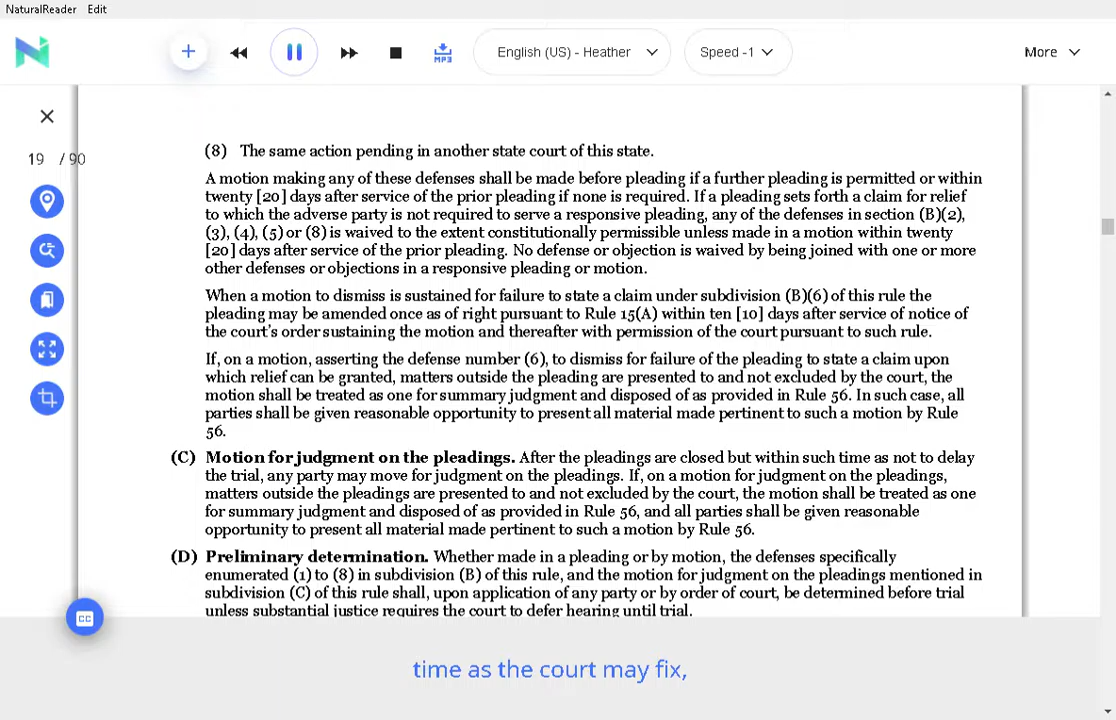 NaturalReader Edit
+ MP3 English (US) - Heather Speed -1 More
19 / 90
(8) The same action pending in another state court of this state.
A motion making any of these defenses shall be made before pleading if a further pleading is permitted or within
twenty [20] days after service of the prior pleading if none is required. If a pleading sets forth a claim for relief
to which the adverse party is not required to serve a responsive pleading, any of the defenses in section (B)(2),
(3), (4), (5) or (8) is waived to the extent constitutionally permissible unless made in a motion within twenty
[20] days after service of the prior pleading. No defense or objection is waived by being joined with one or more
other defenses or objections in a responsive pleading or motion.
When a motion to dismiss is sustained for failure to state a claim under subdivision (B)(6) of this rule the
pleading may be amended once as of right pursuant to Rule 15(A) within ten [10] days after service of notice of
the court's order sustaining the motion and thereafter with permission of the court pursuant to such rule.
If, on a motion, asserting the defense number (6), to dismiss for failure of the pleading to state a claim upon
which relief can be granted, matters outside the pleading are presented to and not excluded by the court, the
motion shall be treated as one for summary judgment and disposed of as provided in Rule 56. In such case, all
parties shall be given reasonable opportunity to present all material made pertinent to such a motion by Rule
56.
(C) Motion for judgment on the pleadings. After the pleadings are closed but within such time as not to delay
the trial, any party may move for judgment on the pleadings. If, on a motion for judgment on the pleadings,
matters outside the pleadings are presented to and not excluded by the court, the motion shall be treated as one
for summary judgment and disposed of as provided in Rule 56, and all parties shall be given reasonable
opportunity to present all material made pertinent to such a motion by Rule 56.
(D) Preliminary determination. Whether made in a pleading or by motion, the defenses specifically
enumerated (1) to (8) in subdivision (B) of this rule, and the motion for judgment on the pleadings mentioned in
subdivision (C) of this rule shall, upon application of any party or by order of court, be determined before trial
unless substantial justice requires the court to defer hearing until trial.
CC
time as the court may fix,